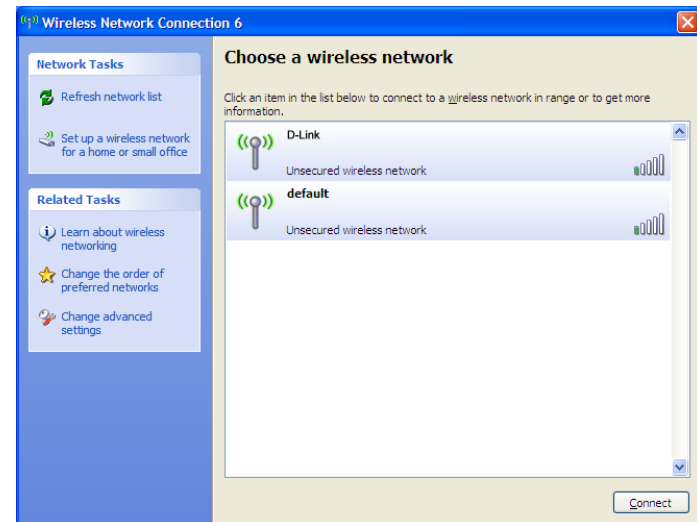 Wireless Network Connection 6
Network Tasks
Refresh network list
Set up a wireless network
for a home or small office
Related Tasks
Learn about wireless
networking
Change the order of
preferred networks
Change advanced
settings
Choose a wireless network
Click an item in the list below to connect to a wireless network in range or to get more
information.
D-Link
Unsecured wireless network
default
Unsecured wireless network
Connect